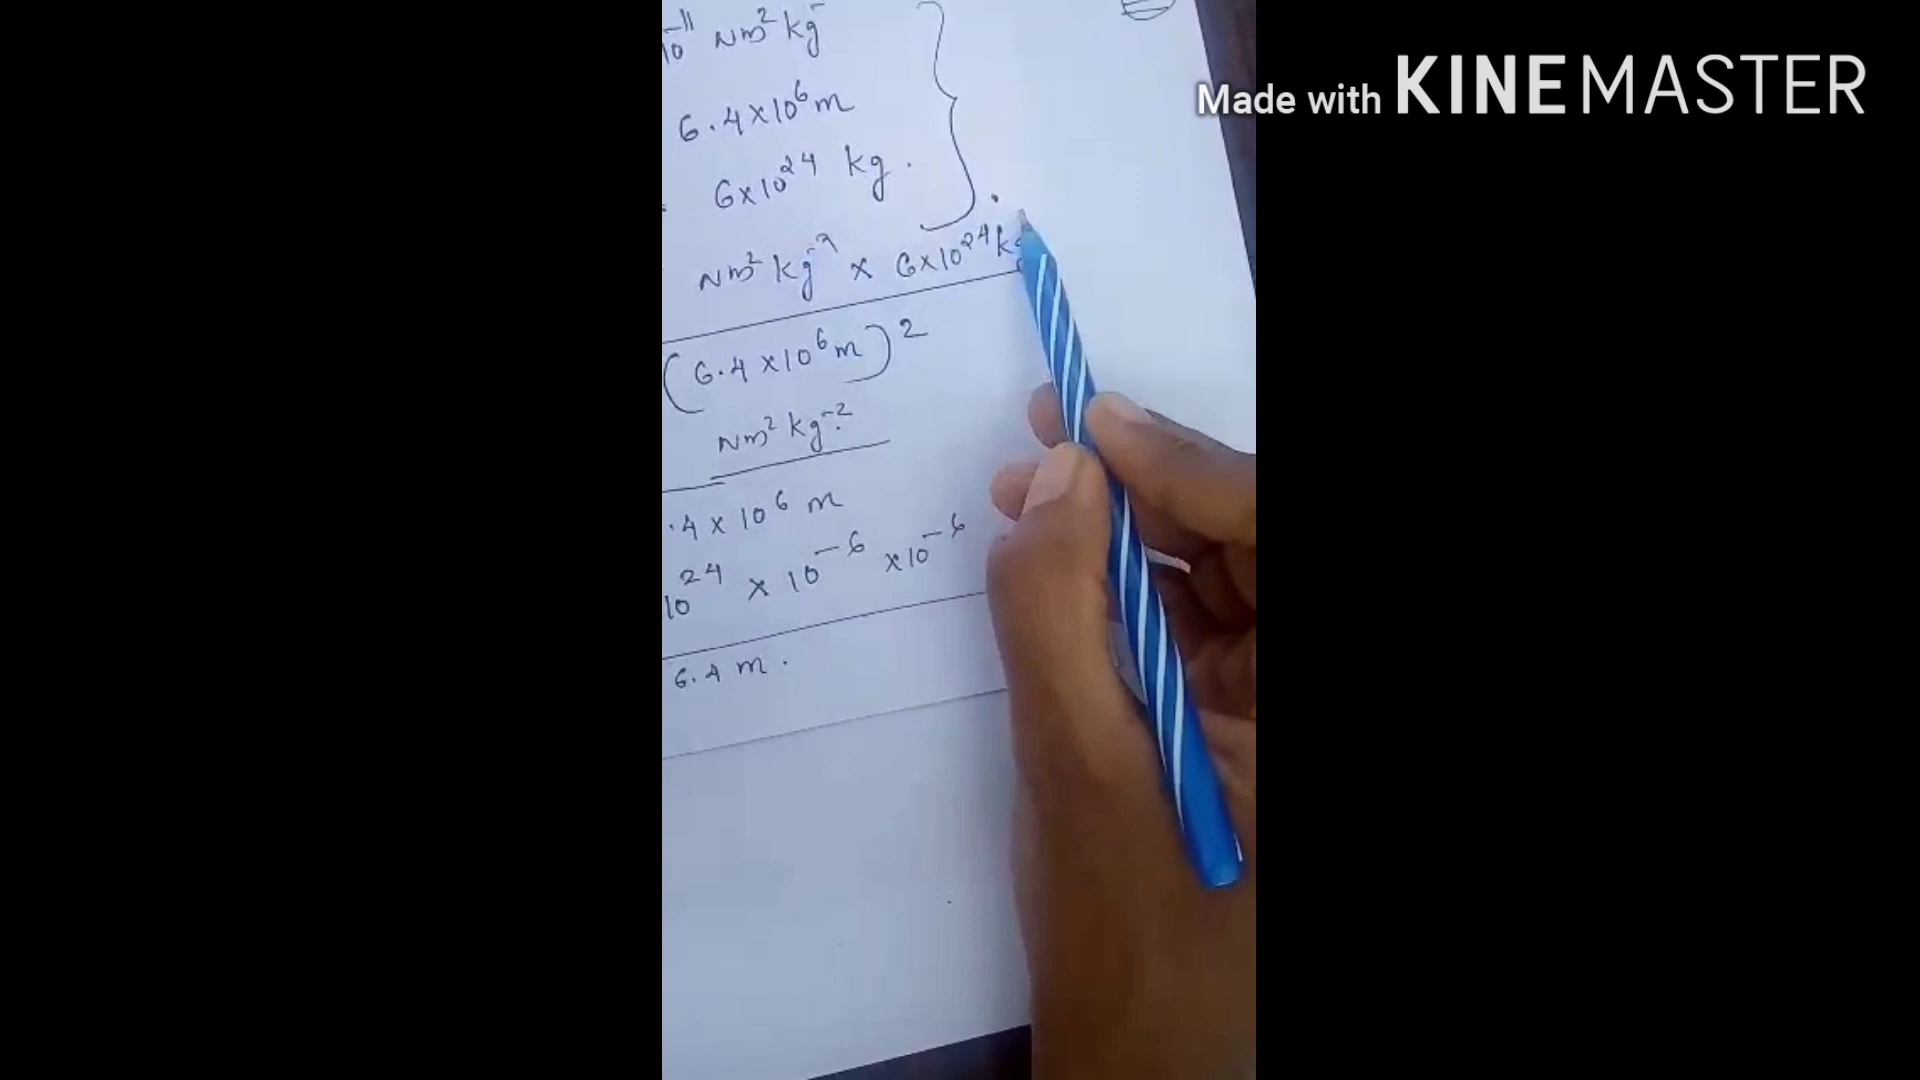 10⁻¹¹ Nm² kg⁻
6.4×10⁶ m
6×10²⁴ kg.
Nm² kg⁻² × 6×10²⁴ kg
(6.4×10⁶ m)²
Nm² kg⁻².
.4 × 10⁶ m
10²⁴ × 10⁻⁶ ×10⁻⁶
6.4 m.
Made with KINEMASTER